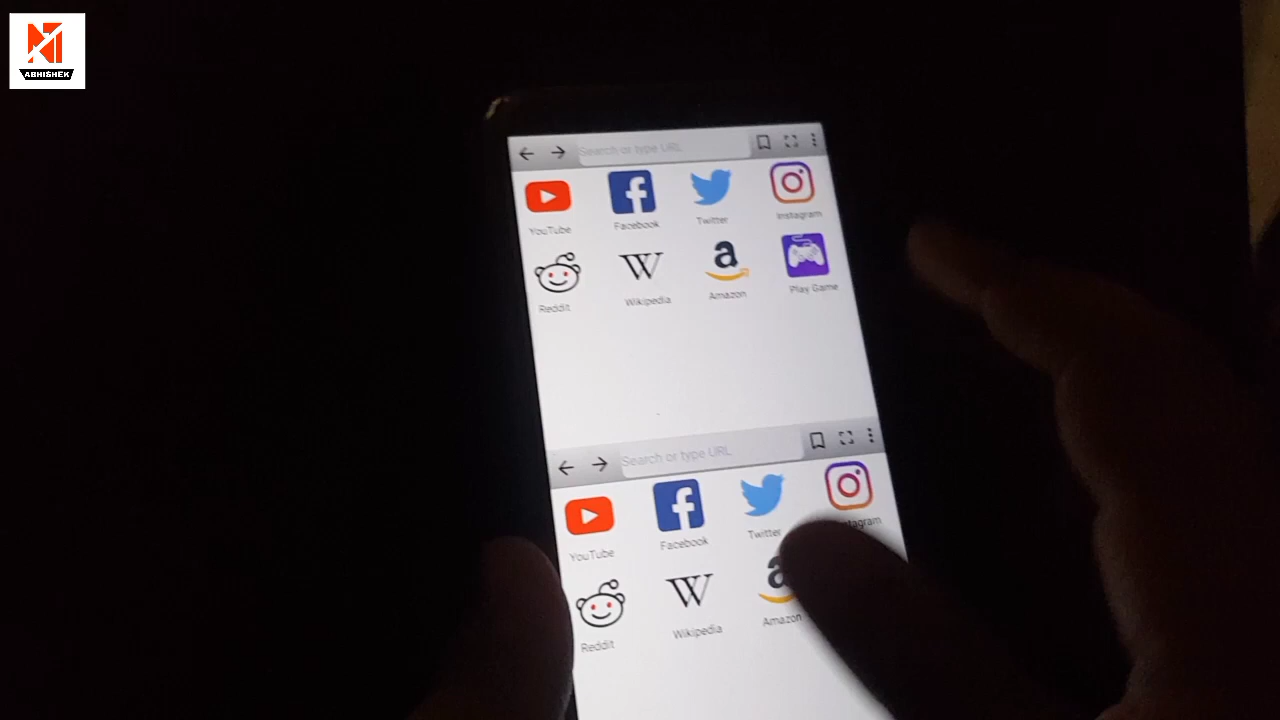 ABHISHEK
Search or type URL
YouTube Facebook Twitter Instagram
Reddit Wikipedia Amazon Play Game
Search or type URL
YouTube Facebook Twitter Instagram
Reddit Wikipedia Amazon